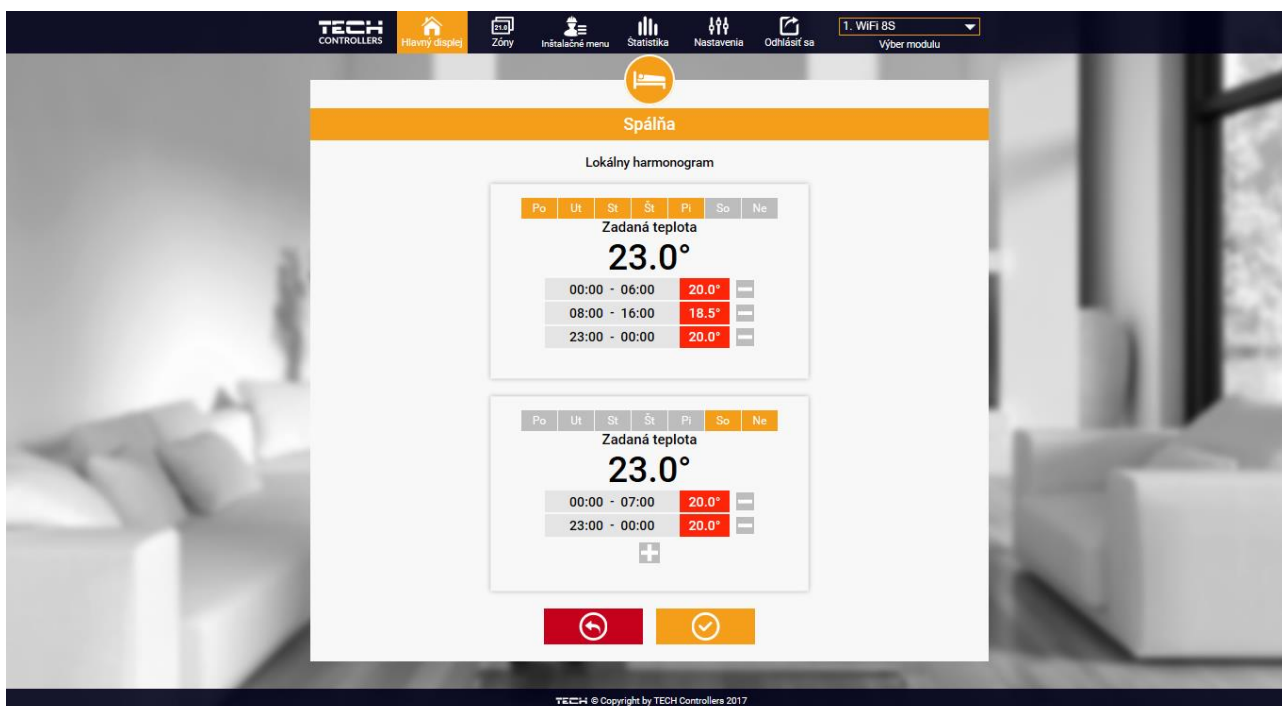 TECH CONTROLLERS
Hlavný displej
21.0
Zóny
Inštalačné menu
Štatistika
Nastavenia
Odhlásiť sa
1. WiFi 8S
Výber modulu
Spálňa
Lokálny harmonogram
Po Ut St Št Pi So Ne
Zadaná teplota
23.0°
00:00 - 06:00 20.0°
08:00 - 16:00 18.5°
23:00 - 00:00 20.0°
Po Ut St Št Pi So Ne
Zadaná teplota
23.0°
00:00 - 07:00 20.0°
23:00 - 00:00 20.0°
TECH © Copyright by TECH Controllers 2017